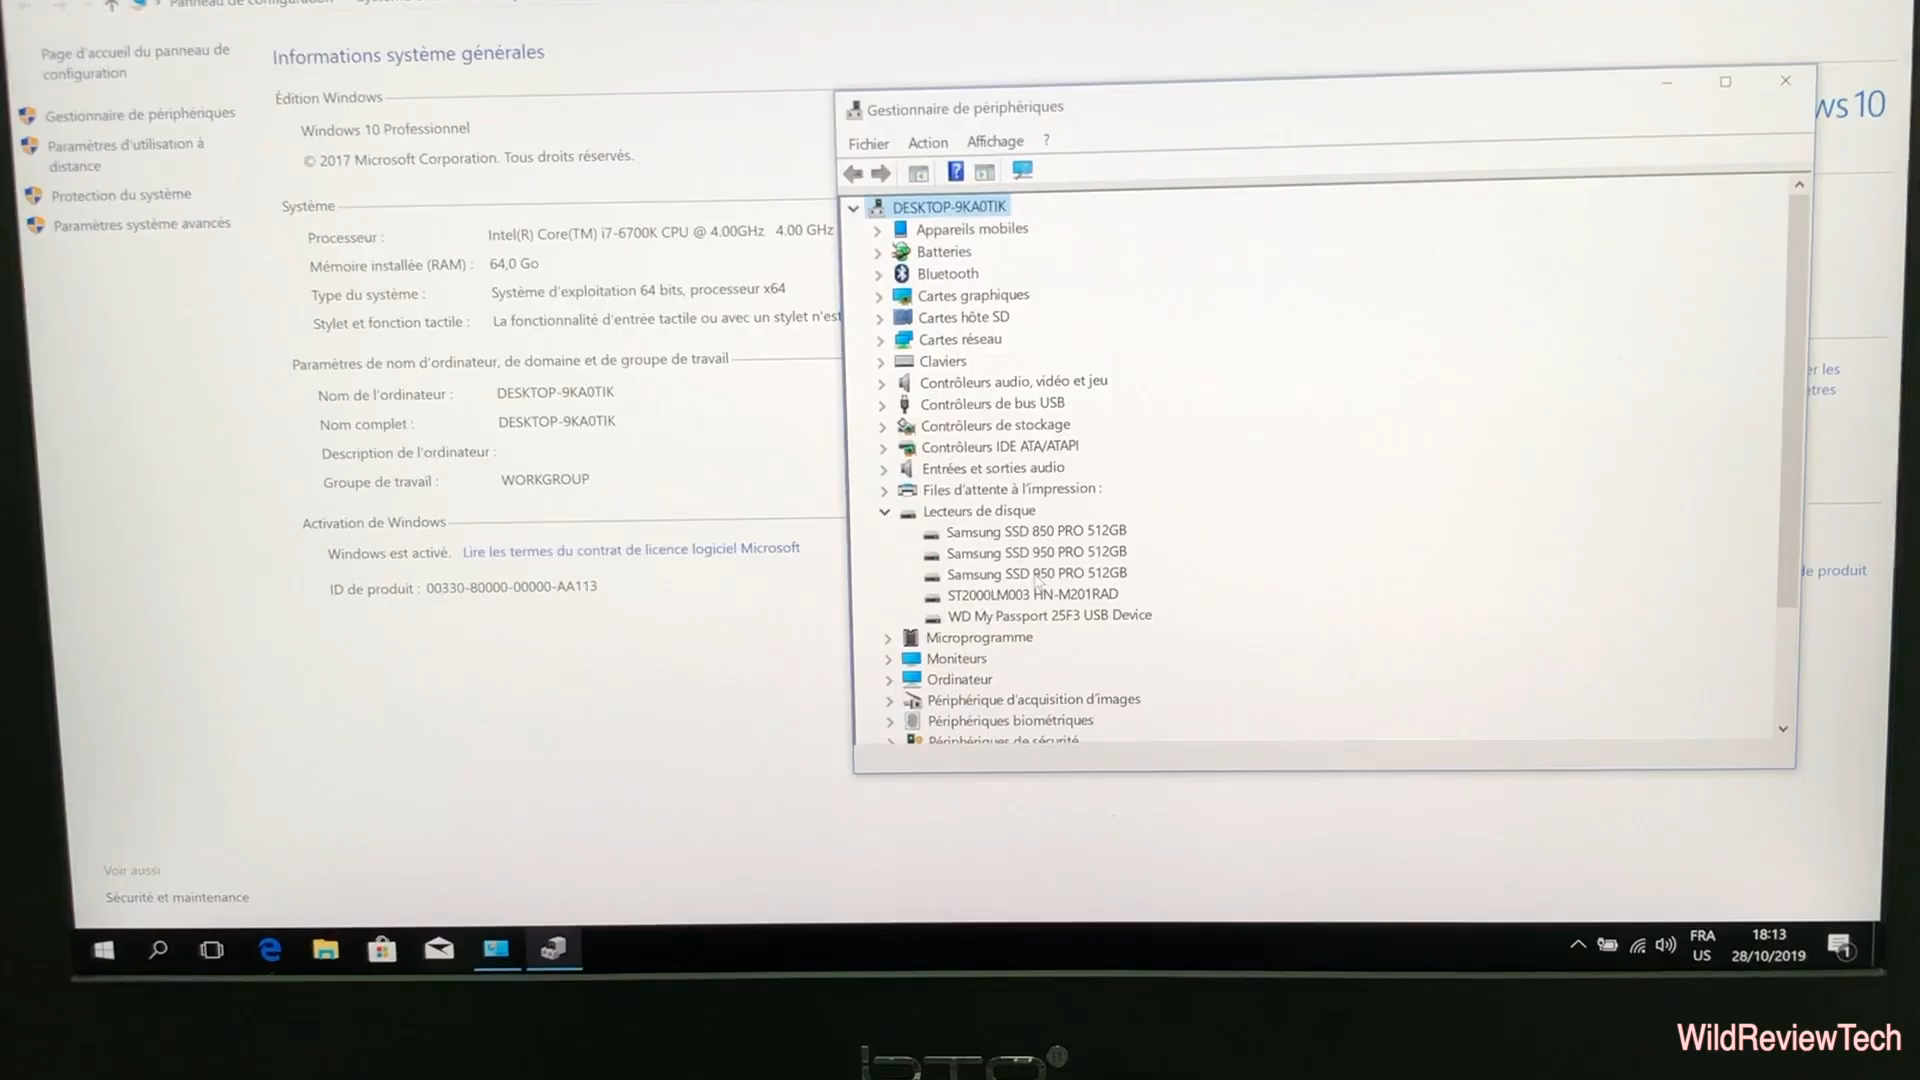 Page d'accueil du panneau de
configuration
Gestionnaire de périphériques
Paramètres d'utilisation à
distance
Protection du système
Paramètres système avancés
Voir aussi
Sécurité et maintenance
Informations système générales
Édition Windows
Windows 10 Professionnel
© 2017 Microsoft Corporation. Tous droits réservés.
Système
Processeur : Intel(R) Core(TM) i7-6700K CPU @ 4.00GHz 4.00 GHz
Mémoire installée (RAM) : 64,0 Go
Type du système : Système d'exploitation 64 bits, processeur x64
Stylet et fonction tactile : La fonctionnalité d'entrée tactile ou avec un stylet n'est
Paramètres de nom d'ordinateur, de domaine et de groupe de travail
Nom de l'ordinateur : DESKTOP-9KA0TIK
Nom complet : DESKTOP-9KA0TIK
Description de l'ordinateur :
Groupe de travail : WORKGROUP
Activation de Windows
Windows est activé. Lire les termes du contrat de licence logiciel Microsoft
ID de produit : 00330-80000-00000-AA113
Gestionnaire de périphériques
Fichier Action Affichage ?
DESKTOP-9KA0TIK
Appareils mobiles
Batteries
Bluetooth
Cartes graphiques
Cartes hôte SD
Cartes réseau
Claviers
Contrôleurs audio, vidéo et jeu
Contrôleurs de bus USB
Contrôleurs de stockage
Contrôleurs IDE ATA/ATAPI
Entrées et sorties audio
Files d'attente à l'impression :
Lecteurs de disque
Samsung SSD 850 PRO 512GB
Samsung SSD 950 PRO 512GB
Samsung SSD 950 PRO 512GB
ST2000LM003 HN-M201RAD
WD My Passport 25F3 USB Device
Microprogramme
Moniteurs
Ordinateur
Périphérique d'acquisition d'images
Périphériques biométriques
Périphériques de sécurité
ws 10
er les
de produit
FRA
US
18:13
28/10/2019
1
WildReviewTech